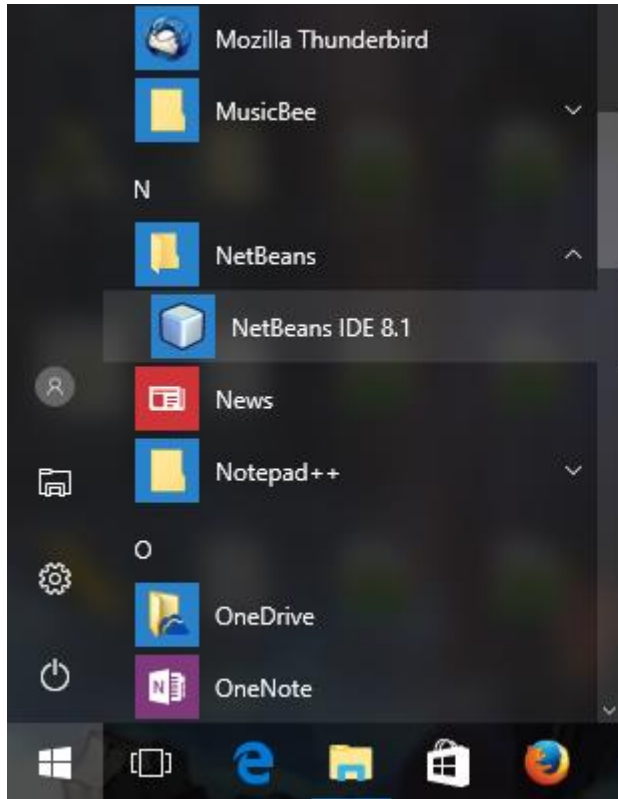 Mozilla Thunderbird
MusicBee
N
NetBeans
NetBeans IDE 8.1
News
Notepad++
O
OneDrive
OneNote